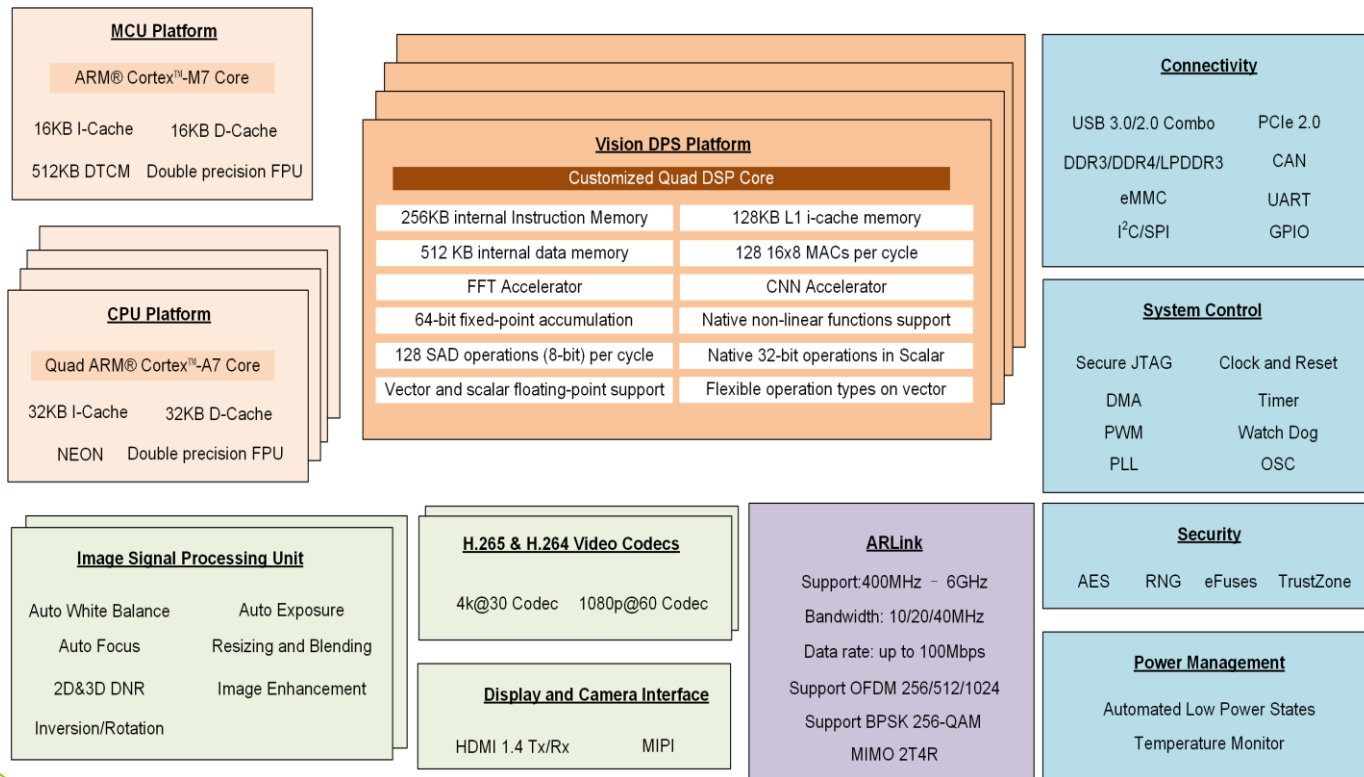 MCU Platform
ARM® Cortex™-M7 Core
16KB I-Cache 16KB D-Cache
512KB DTCM Double precision FPU
CPU Platform
Quad ARM® Cortex™-A7 Core
32KB I-Cache 32KB D-Cache
NEON Double precision FPU
Vision DPS Platform
Customized Quad DSP Core
256KB internal Instruction Memory 128KB L1 i-cache memory
512 KB internal data memory 128 16x8 MACs per cycle
FFT Accelerator CNN Accelerator
64-bit fixed-point accumulation Native non-linear functions support
128 SAD operations (8-bit) per cycle Native 32-bit operations in Scalar
Vector and scalar floating-point support Flexible operation types on vector
Connectivity
USB 3.0/2.0 Combo PCIe 2.0
DDR3/DDR4/LPDDR3 CAN
eMMC UART
I²C/SPI GPIO
System Control
Secure JTAG Clock and Reset
DMA Timer
PWM Watch Dog
PLL OSC
Image Signal Processing Unit
Auto White Balance Auto Exposure
Auto Focus Resizing and Blending
2D&3D DNR Image Enhancement
Inversion/Rotation
H.265 & H.264 Video Codecs
4k@30 Codec 1080p@60 Codec
Display and Camera Interface
HDMI 1.4 Tx/Rx MIPI
ARLink
Support:400MHz – 6GHz
Bandwidth: 10/20/40MHz
Data rate: up to 100Mbps
Support OFDM 256/512/1024
Support BPSK 256-QAM
MIMO 2T4R
Security
AES RNG eFuses TrustZone
Power Management
Automated Low Power States
Temperature Monitor